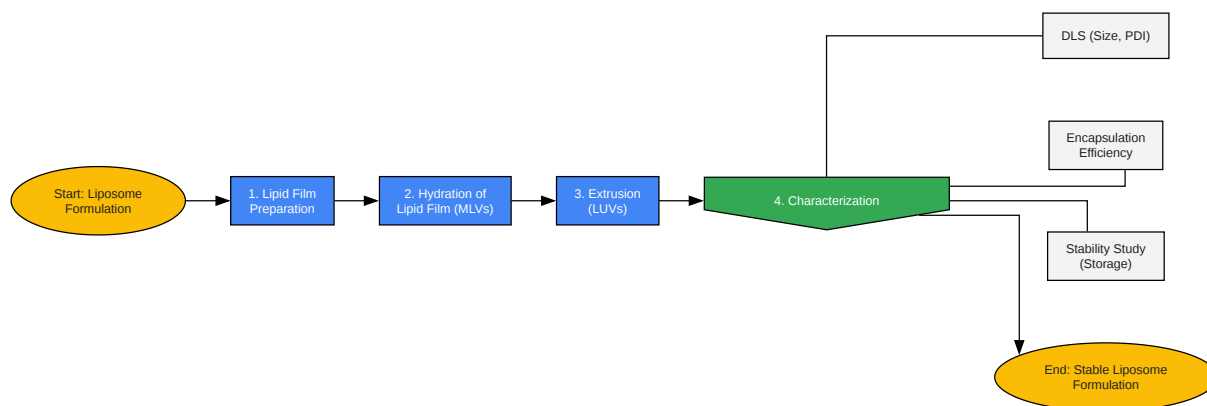 Start: Liposome
Formulation
1. Lipid Film
Preparation
2. Hydration of
Lipid Film (MLVs)
3. Extrusion
(LUVs)
4. Characterization
DLS (Size, PDI)
Encapsulation
Efficiency
Stability Study
(Storage)
End: Stable Liposome
Formulation